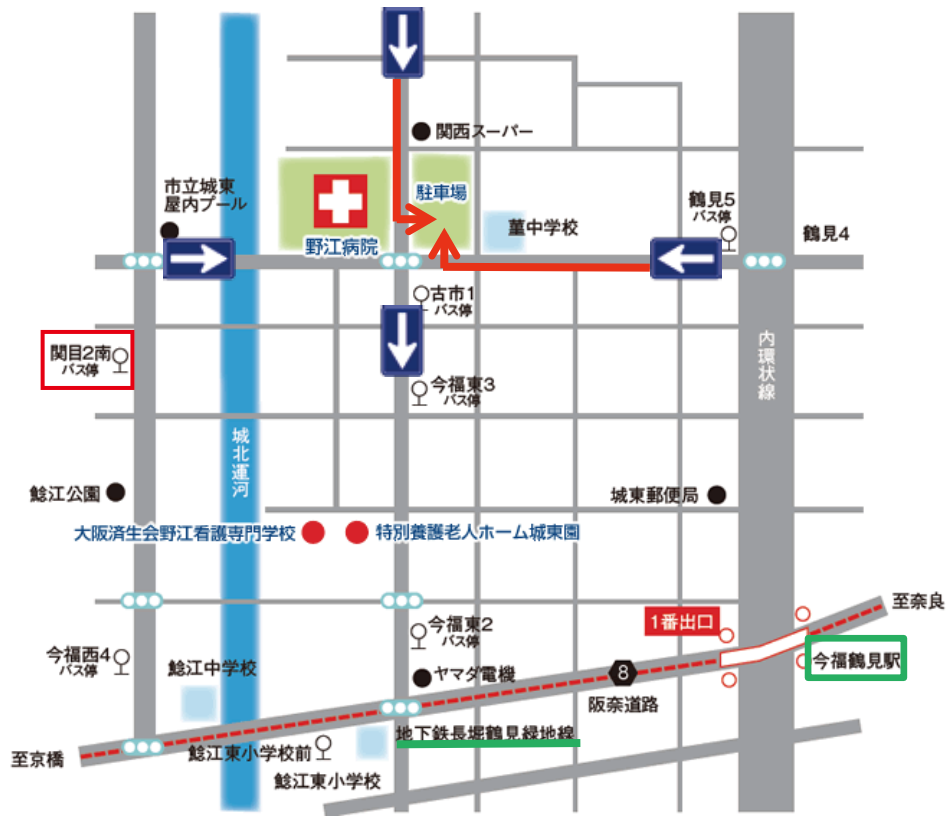 関西スーパー
市立城東
屋内プール
駐車場
鶴見5
バス停
菫中学校
鶴見4
野江病院
古市1
バス停
関目2南
バス停
内環状線
今福東3
バス停
城北運河
鯰江公園
城東郵便局
大阪済生会野江看護専門学校
特別養護老人ホーム城東園
至奈良
1番出口
今福東2
バス停
今福西4
バス停
鯰江中学校
今福鶴見駅
ヤマダ電機
8
阪奈道路
地下鉄長堀鶴見緑地線
鯰江東小学校前
至京橋
鯰江東小学校